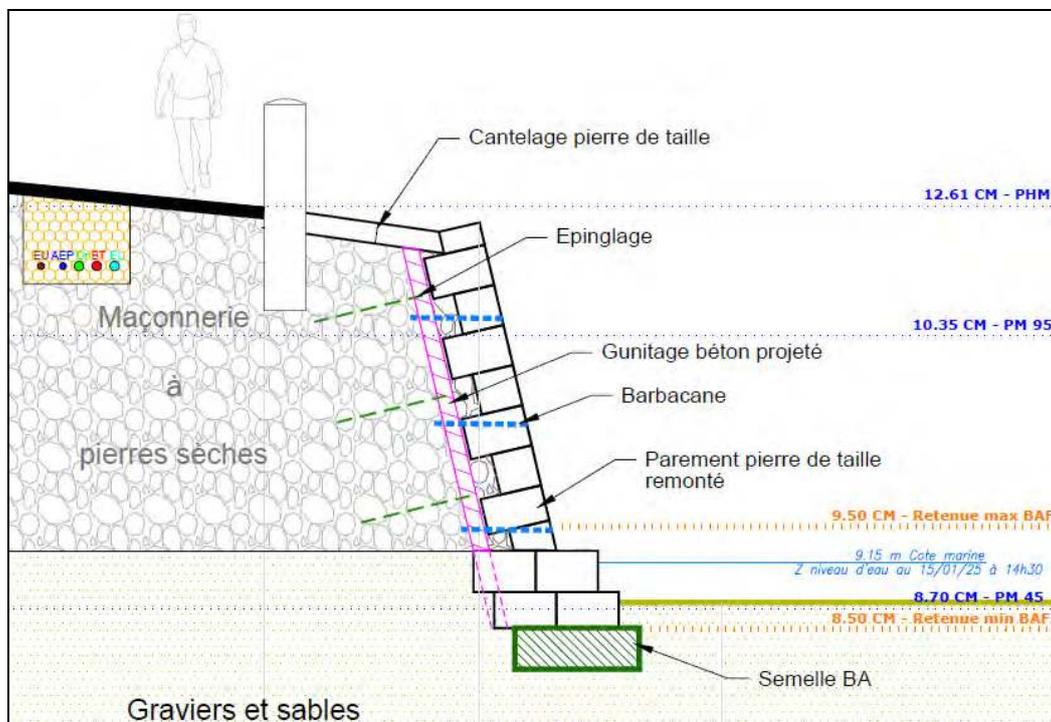 Cantelage pierre de taille
12.61 CM - PHM
Epinglage
EU AEP BT
Maçonnerie
10.35 CM - PM 95
à
Gunitage béton projeté
Barbacane
pierres sèches
Parement pierre de taille
remonté
9.50 CM - Retenue max BAF
9.15 m Cote marine
Z niveau d'eau au 15/01/25 à 14h30
8.70 CM - PM 45
8.50 CM - Retenue min BAF
Semelle BA
Graviers et sables